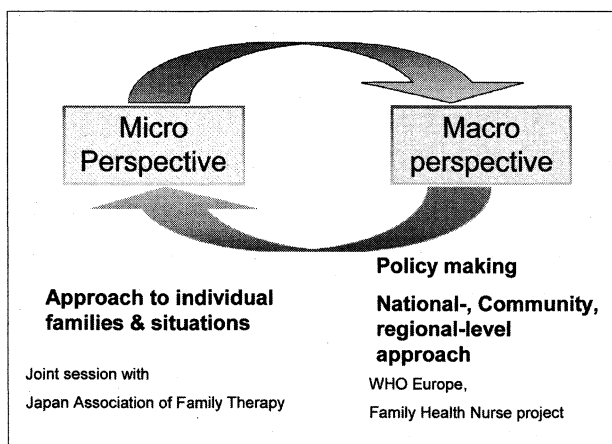 Micro
Perspective
Macro
perspective
Approach to individual
families & situations
Joint session with
Japan Association of Family Therapy
Policy making
National-, Community,
regional-level
approach
WHO Europe,
Family Health Nurse project